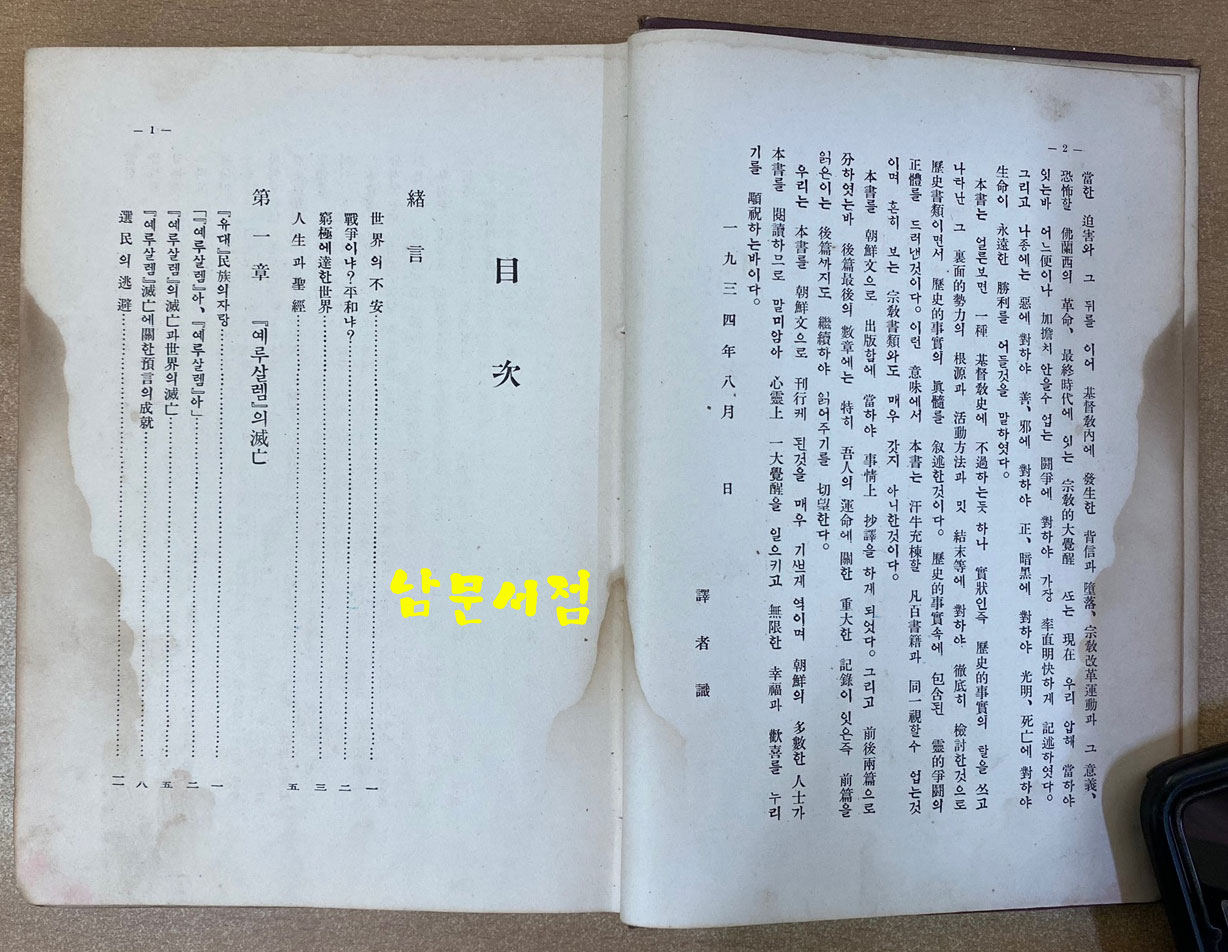 — 2 —
當한 迫害와 그 뒤를 이어 基督敎內에 發生한 背信과 墮落、宗敎改革運動과 그 意義、
恐怖할 佛蘭西의 革命、最終時代에 잇는 宗敎的大覺醒 ᄯᅩ는 現在 우리 압헤 當하야
잇는바 어느便이나 加擔치 안을수 업는 鬪爭에 對하야 가장 率直明快하게 記述하엿다。
그리고 나종에는 惡에 對하야 善、邪에 對하야 正、暗黑에 對하야 光明、死亡에 對하야
生命이 永遠한 勝利를 어들것을 말하엿다。
本書는 얼른보면 一種 基督敎史에 不過하는듯 하나 實狀인즉 歷史的事實의 탈을 쓰고
나타난 그 裏面的勢力의 根源과 活動方法과 밋 結末等에 對하야 徹底히 檢討한것으로
歷史書類이면서 歷史的事實의 眞髓를 叙述한것이다。歷史的事實속에 包含된 靈的爭鬪의
正體를 드러낸것이다。이런 意味에서 本書는 汗牛充棟할 凡百書籍과 同一視할수 업는것
이며 흔히 보는 宗敎書類와도 매우 갓지 아니한것이다。
本書를 朝鮮文으로 出版함에 當하야 事情上 抄譯을 하게 되엇다。그리고 前後兩篇으로
分하엿는바 後篇最後의 數章에는 特히 吾人의 運命에 關한 重大한 記錄이 잇은즉 前篇을
읽은이는 後篇ᄭᅡ지도 繼續하야 읽어주기를 切望한다。
우리는 本書를 朝鮮文으로 刊行케 된것을 매우 기ᄲᅳ게 역이며 朝鮮의 多數한 人士가
本書를 閱讀하므로 말미암아 心靈上 一大覺醒을 일으키고 無限한 幸福과 歡喜를 누리
기를 願祝하는바이다。
一九三四年八月 日
譯者識
目次
緖言
世界의 不安 一
戰爭이냐?平和냐? 二
窮極에達한世界 三
人生과聖經 五
第一章 『예루살렘』의滅亡
『유대』民族의자랑 一
「『예루살렘』아、『예루살렘』아」 二
『예루살렘』의滅亡과世界의滅亡 五
『예루살렘』滅亡에關한預言의成就 八
選民의逃避 一二
— 1 —
남문서점